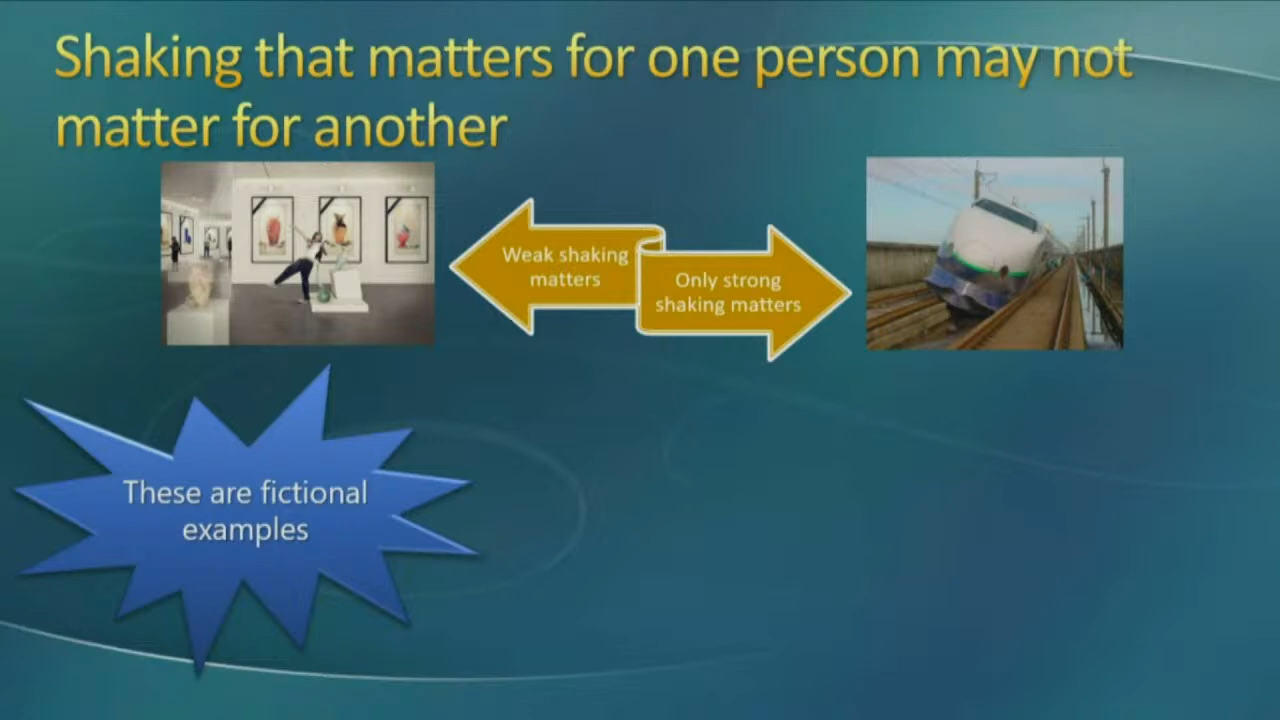 Shaking that matters for one person may not
matter for another
Weak shaking
matters
Only strong
shaking matters
These are fictional
examples